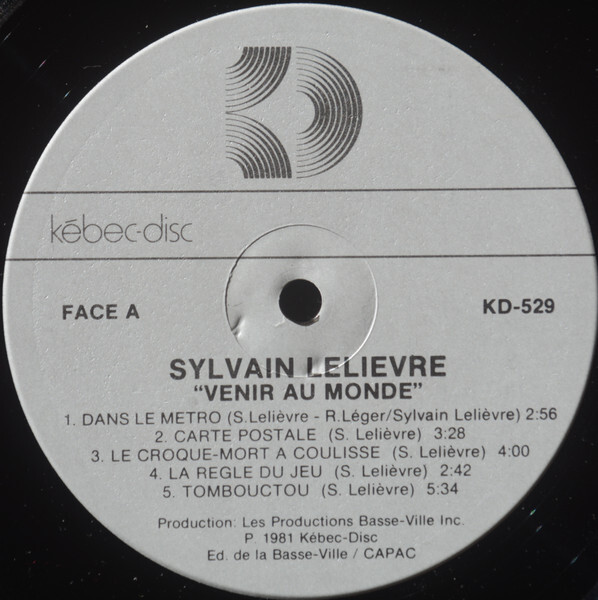 kébec-disc
FACE A
KD-529
SYLVAIN LELIEVRE
"VENIR AU MONDE"
1. DANS LE METRO (S.Lelièvre - R.Léger/Sylvain Lelièvre) 2:56
2. CARTE POSTALE (S. Lelièvre) 3:28
3. LE CROQUE-MORT A COULISSE (S. Lelièvre) 4:00
4. LA REGLE DU JEU (S. Lelièvre) 2:42
5. TOMBOUCTOU (S. Lelièvre) 5:34
Production: Les Productions Basse-Ville Inc.
P. 1981 Kébec-Disc
Ed. de la Basse-Ville / CAPAC